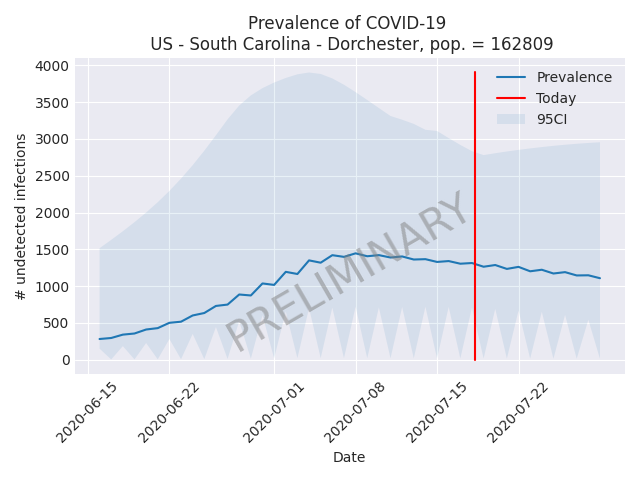 Prevalence of COVID-19
US - South Carolina - Dorchester, pop. = 162809
4000
3500
3000
2500
2000
1500
1000
500
0
# undetected infections
Prevalence
Today
95CI
PRELIMINARY
2020-06-15
2020-06-22
2020-07-01
2020-07-08
2020-07-15
2020-07-22
Date